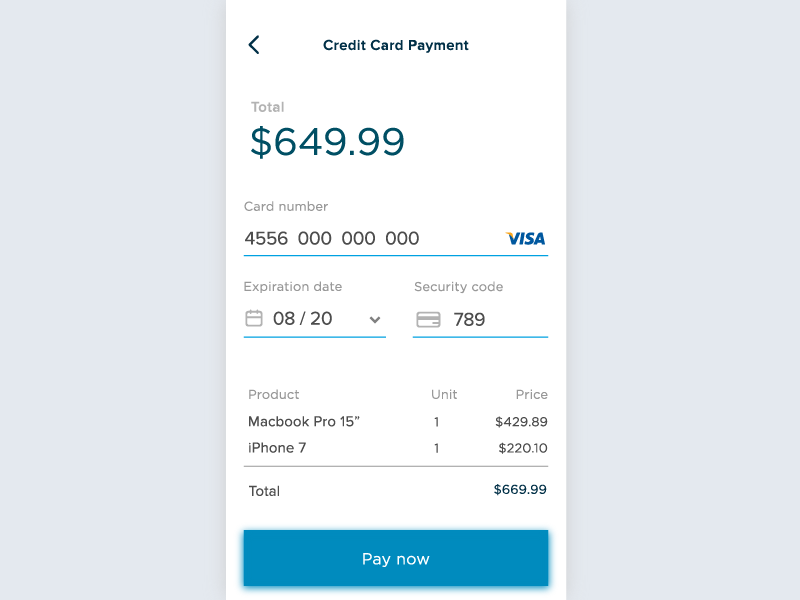 Credit Card Payment
Total
$649.99
Card number
4556 000 000 000 VISA
Expiration date Security code
08 / 20 789
Product Unit Price
Macbook Pro 15” 1 $429.89
iPhone 7 1 $220.10
Total $669.99
Pay now